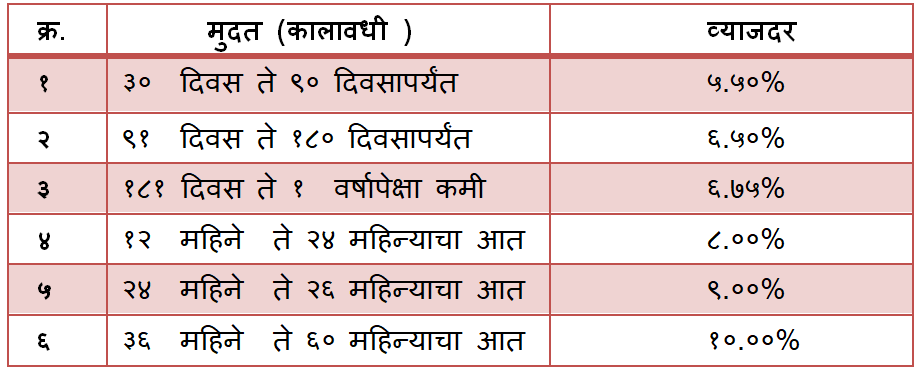 क्र. मुदत (कालावधी ) व्याजदर
१ ३० दिवस ते ९० दिवसापर्यंत ५.५०%
२ ९१ दिवस ते १८० दिवसापर्यंत ६.५०%
३ १८१ दिवस ते १ वर्षापेक्षा कमी ६.७५%
४ १२ महिने ते २४ महिन्याचा आत ८.००%
५ २४ महिने ते २६ महिन्याचा आत ९.००%
६ ३६ महिने ते ६० महिन्याचा आत १०.००%